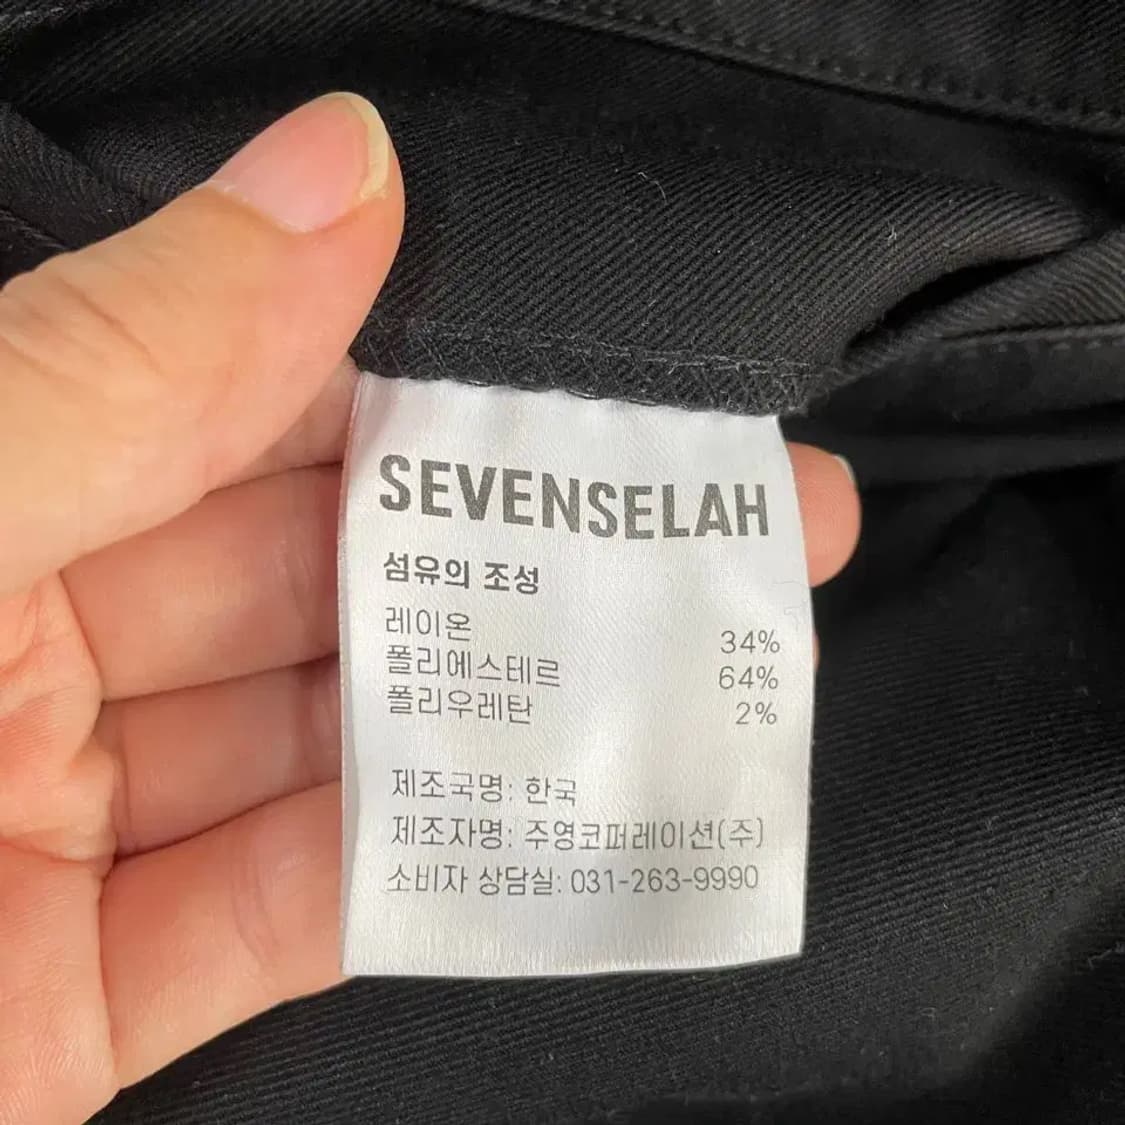 SEVENSELAH
섬유의 조성
레이온 34%
폴리에스테르 64%
폴리우레탄 2%
제조국명: 한국
제조자명: 주영코퍼레이션(주)
소비자 상담실: 031-263-9990